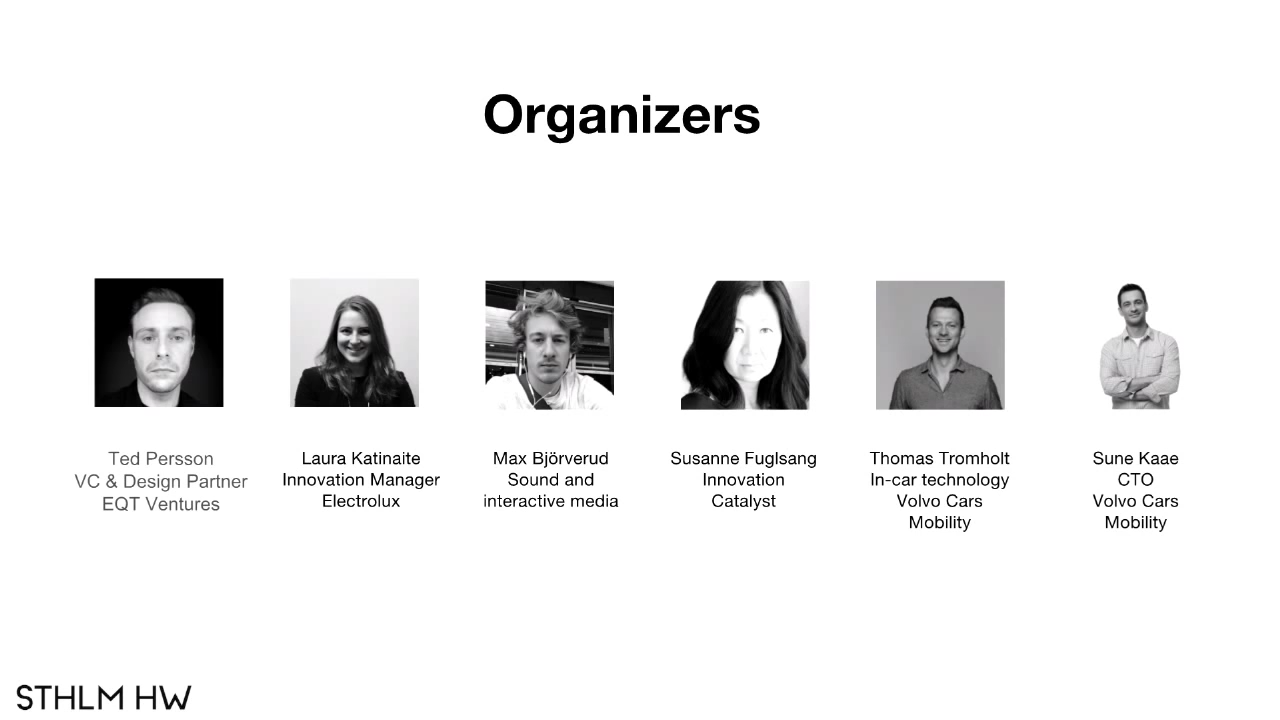 Organizers
Ted Persson
VC & Design Partner
EQT Ventures
Laura Katinaite
Innovation Manager
Electrolux
Max Björverud
Sound and
interactive media
Susanne Fuglsang
Innovation
Catalyst
Thomas Tromholt
In-car technology
Volvo Cars
Mobility
Sune Kaae
CTO
Volvo Cars
Mobility
STHLM HW